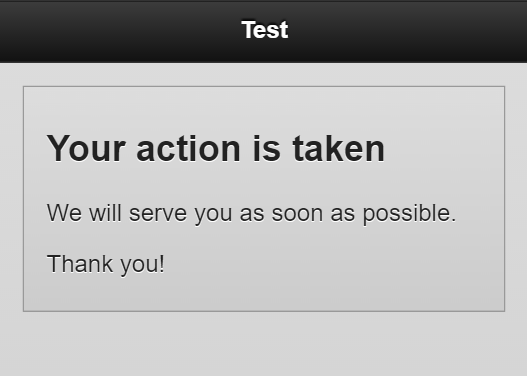 Test
Your action is taken
We will serve you as soon as possible.
Thank you!